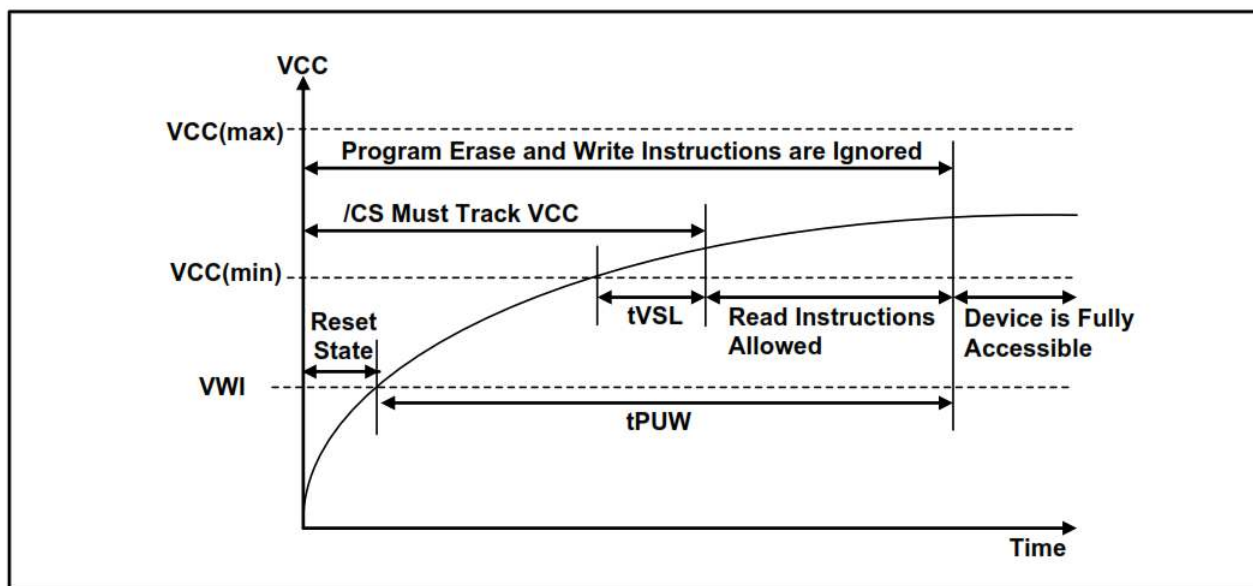 VCC
VCC(max)
Program Erase and Write Instructions are Ignored
/CS Must Track VCC
VCC(min)
Reset
State
tVSL
Read Instructions
Allowed
Device is Fully
Accessible
VWI
tPUW
Time